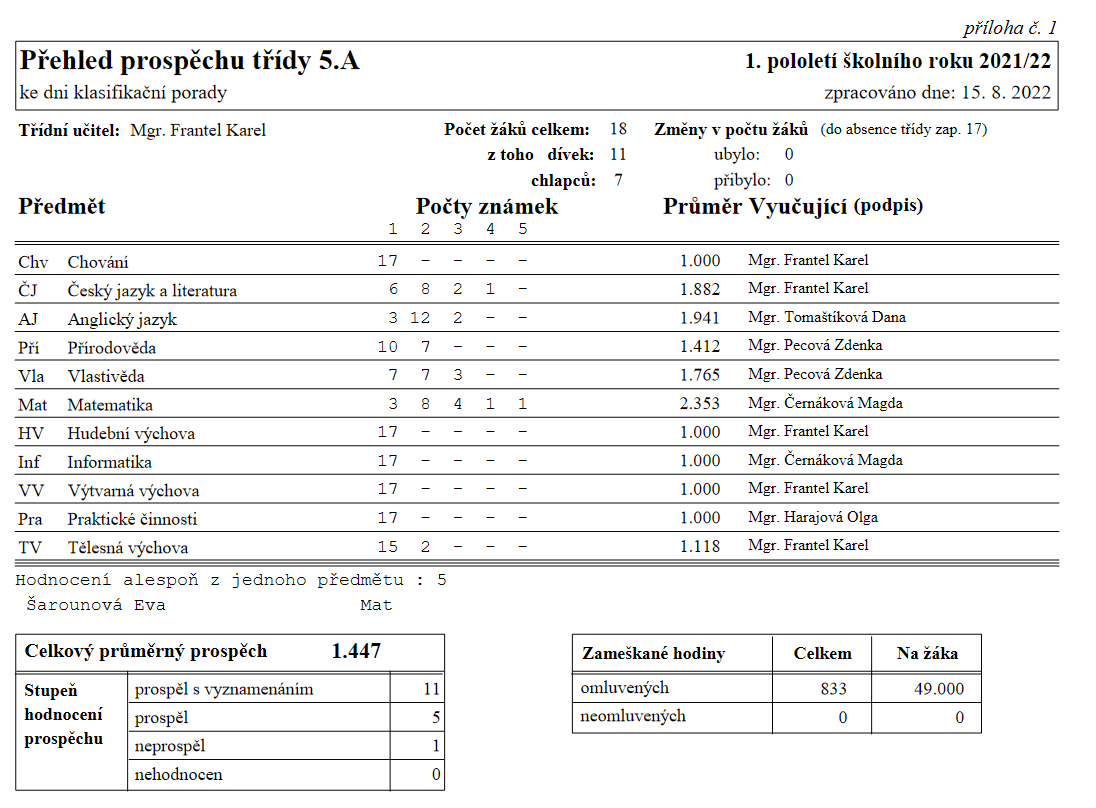 příloha č. 1
Přehled prospěchu třídy 5.A 1. pololetí školního roku 2021/22
ke dni klasifikační porady zpracováno dne: 15. 8. 2022
Třídní učitel: Mgr. Frantel Karel Počet žáků celkem: 18 Změny v počtu žáků (do absence třídy zap. 17)
z toho dívek: 11 ubylo: 0
chlapců: 7 přibylo: 0
Předmět Počty známek Průměr Vyučující (podpis)
1 2 3 4 5
Chv Chování 17 - - - - 1.000 Mgr. Frantel Karel
ČJ Český jazyk a literatura 6 8 2 1 - 1.882 Mgr. Frantel Karel
AJ Anglický jazyk 3 12 2 - - 1.941 Mgr. Tomaštíková Dana
Pří Přírodověda 10 7 - - - 1.412 Mgr. Pecová Zdenka
Vla Vlastivěda 7 7 3 - - 1.765 Mgr. Pecová Zdenka
Mat Matematika 3 8 4 1 1 2.353 Mgr. Černáková Magda
HV Hudební výchova 17 - - - - 1.000 Mgr. Frantel Karel
Inf Informatika 17 - - - - 1.000 Mgr. Černáková Magda
VV Výtvarná výchova 17 - - - - 1.000 Mgr. Frantel Karel
Pra Praktické činnosti 17 - - - - 1.000 Mgr. Harajová Olga
TV Tělesná výchova 15 2 - - - 1.118 Mgr. Frantel Karel
Hodnocení alespoň z jednoho předmětu : 5
Šarounová Eva Mat
Celkový průměrný prospěch 1.447
Stupeň hodnocení prospěchu
prospěl s vyznamenáním 11
prospěl 5
neprospěl 1
nehodnocen 0
Zameškané hodiny Celkem Na žáka
omluvených 833 49.000
neomluvených 0 0